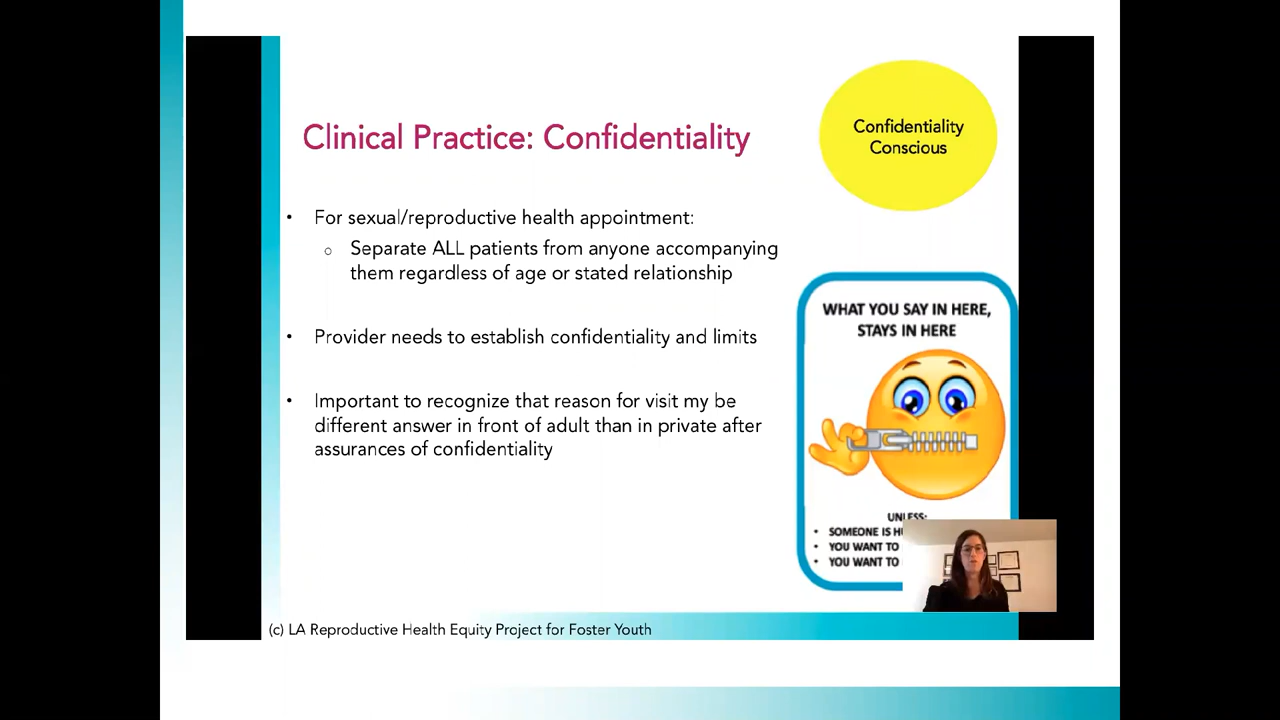 Clinical Practice: Confidentiality
Confidentiality
Conscious
• For sexual/reproductive health appointment:
○ Separate ALL patients from anyone accompanying
them regardless of age or stated relationship
• Provider needs to establish confidentiality and limits
• Important to recognize that reason for visit my be
different answer in front of adult than in private after
assurances of confidentiality
WHAT YOU SAY IN HERE,
STAYS IN HERE
UNLESS:
• SOMEONE IS
• YOU WANT TO
• YOU WANT TO
(c) LA Reproductive Health Equity Project for Foster Youth